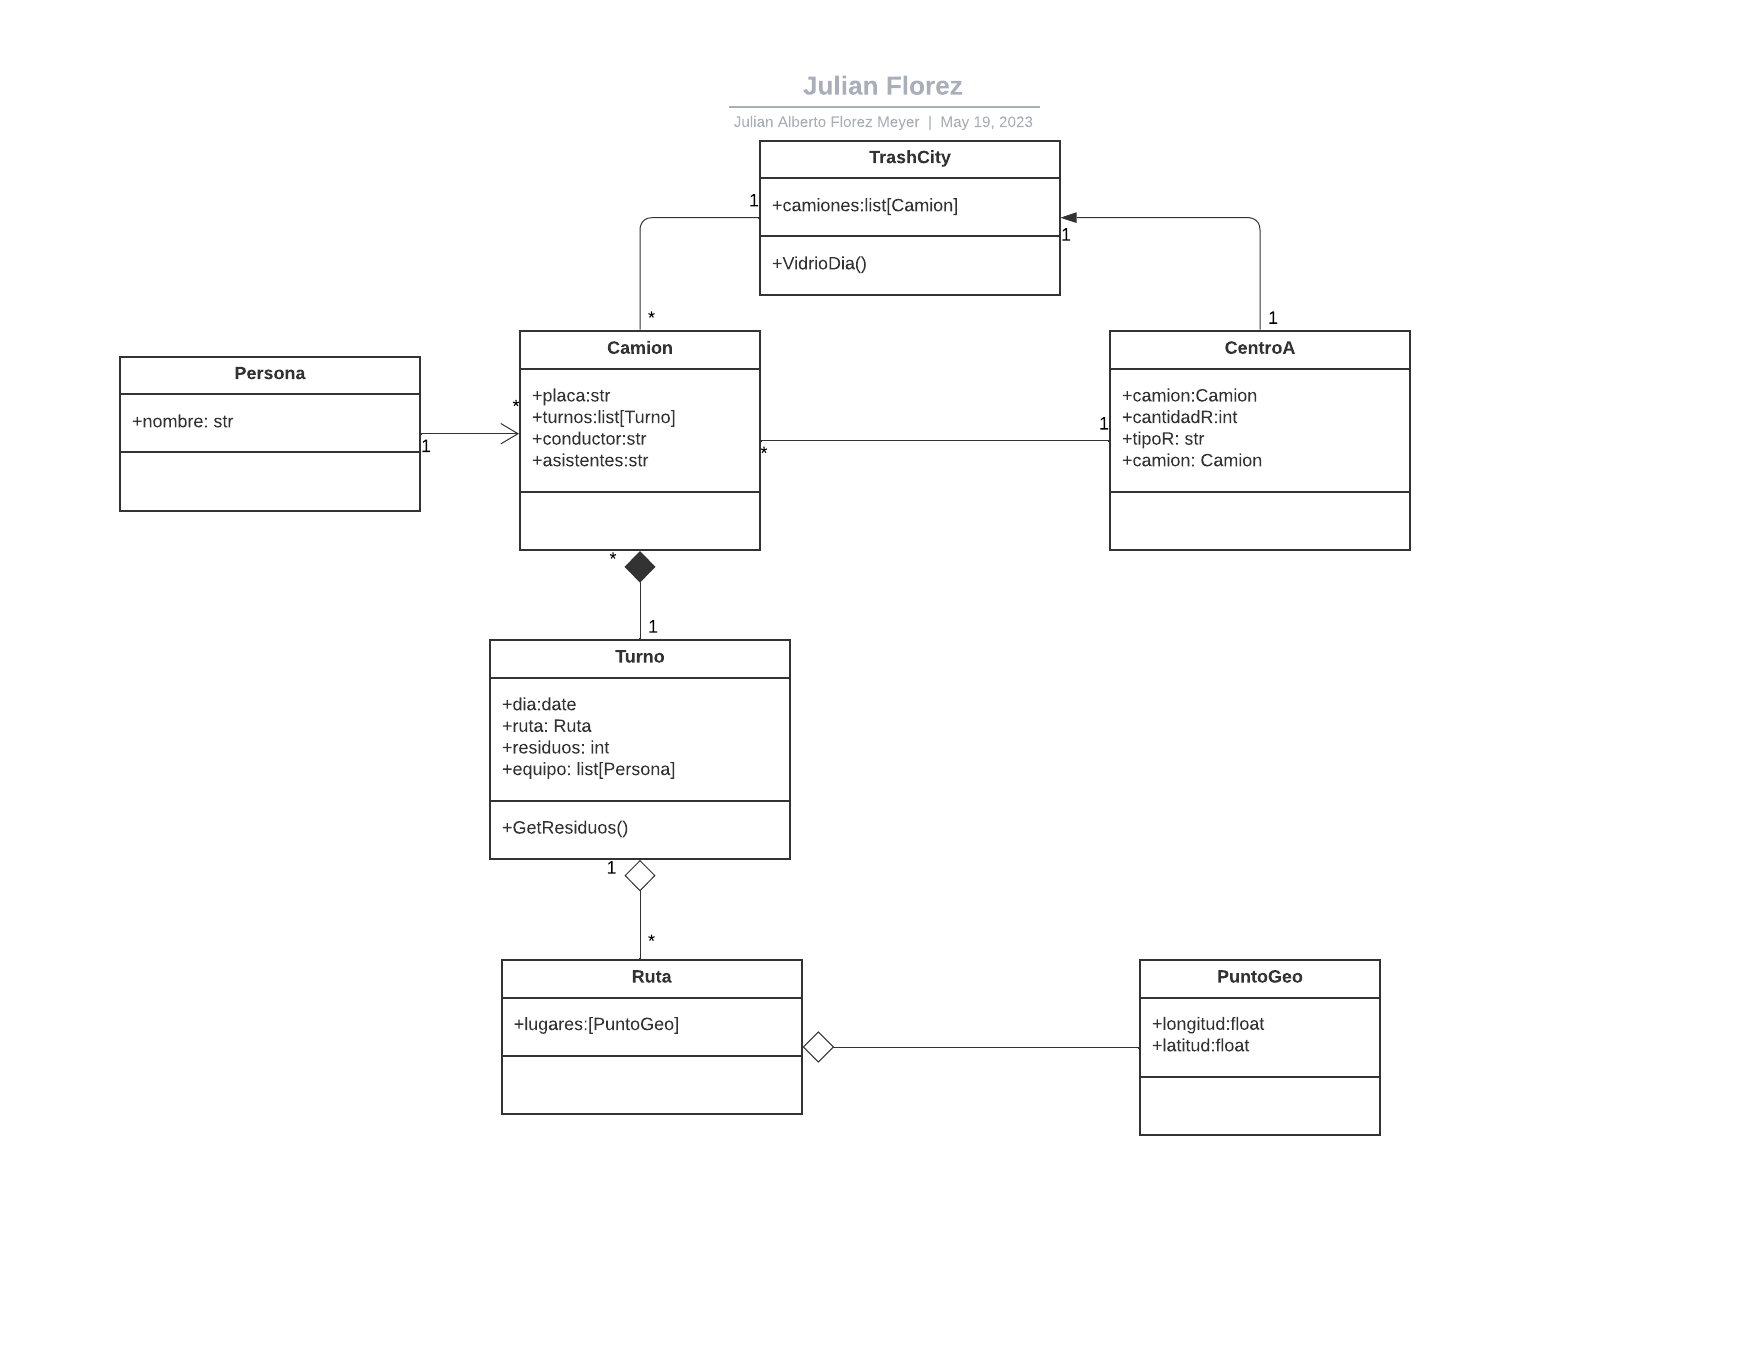 Julian Florez
Julian Alberto Florez Meyer | May 19, 2023
TrashCity
+camiones:list[Camion]
+VidrioDia()
1
*
1
1
Persona
+nombre: str
1
*
Camion
+placa:str
+turnos:list[Turno]
+conductor:str
+asistentes:str
*
1
CentroA
+camion:Camion
+cantidadR:int
+tipoR: str
+camion: Camion
*
1
Turno
+dia:date
+ruta: Ruta
+residuos: int
+equipo: list[Persona]
+GetResiduos()
1
*
Ruta
+lugares:[PuntoGeo]
PuntoGeo
+longitud:float
+latitud:float